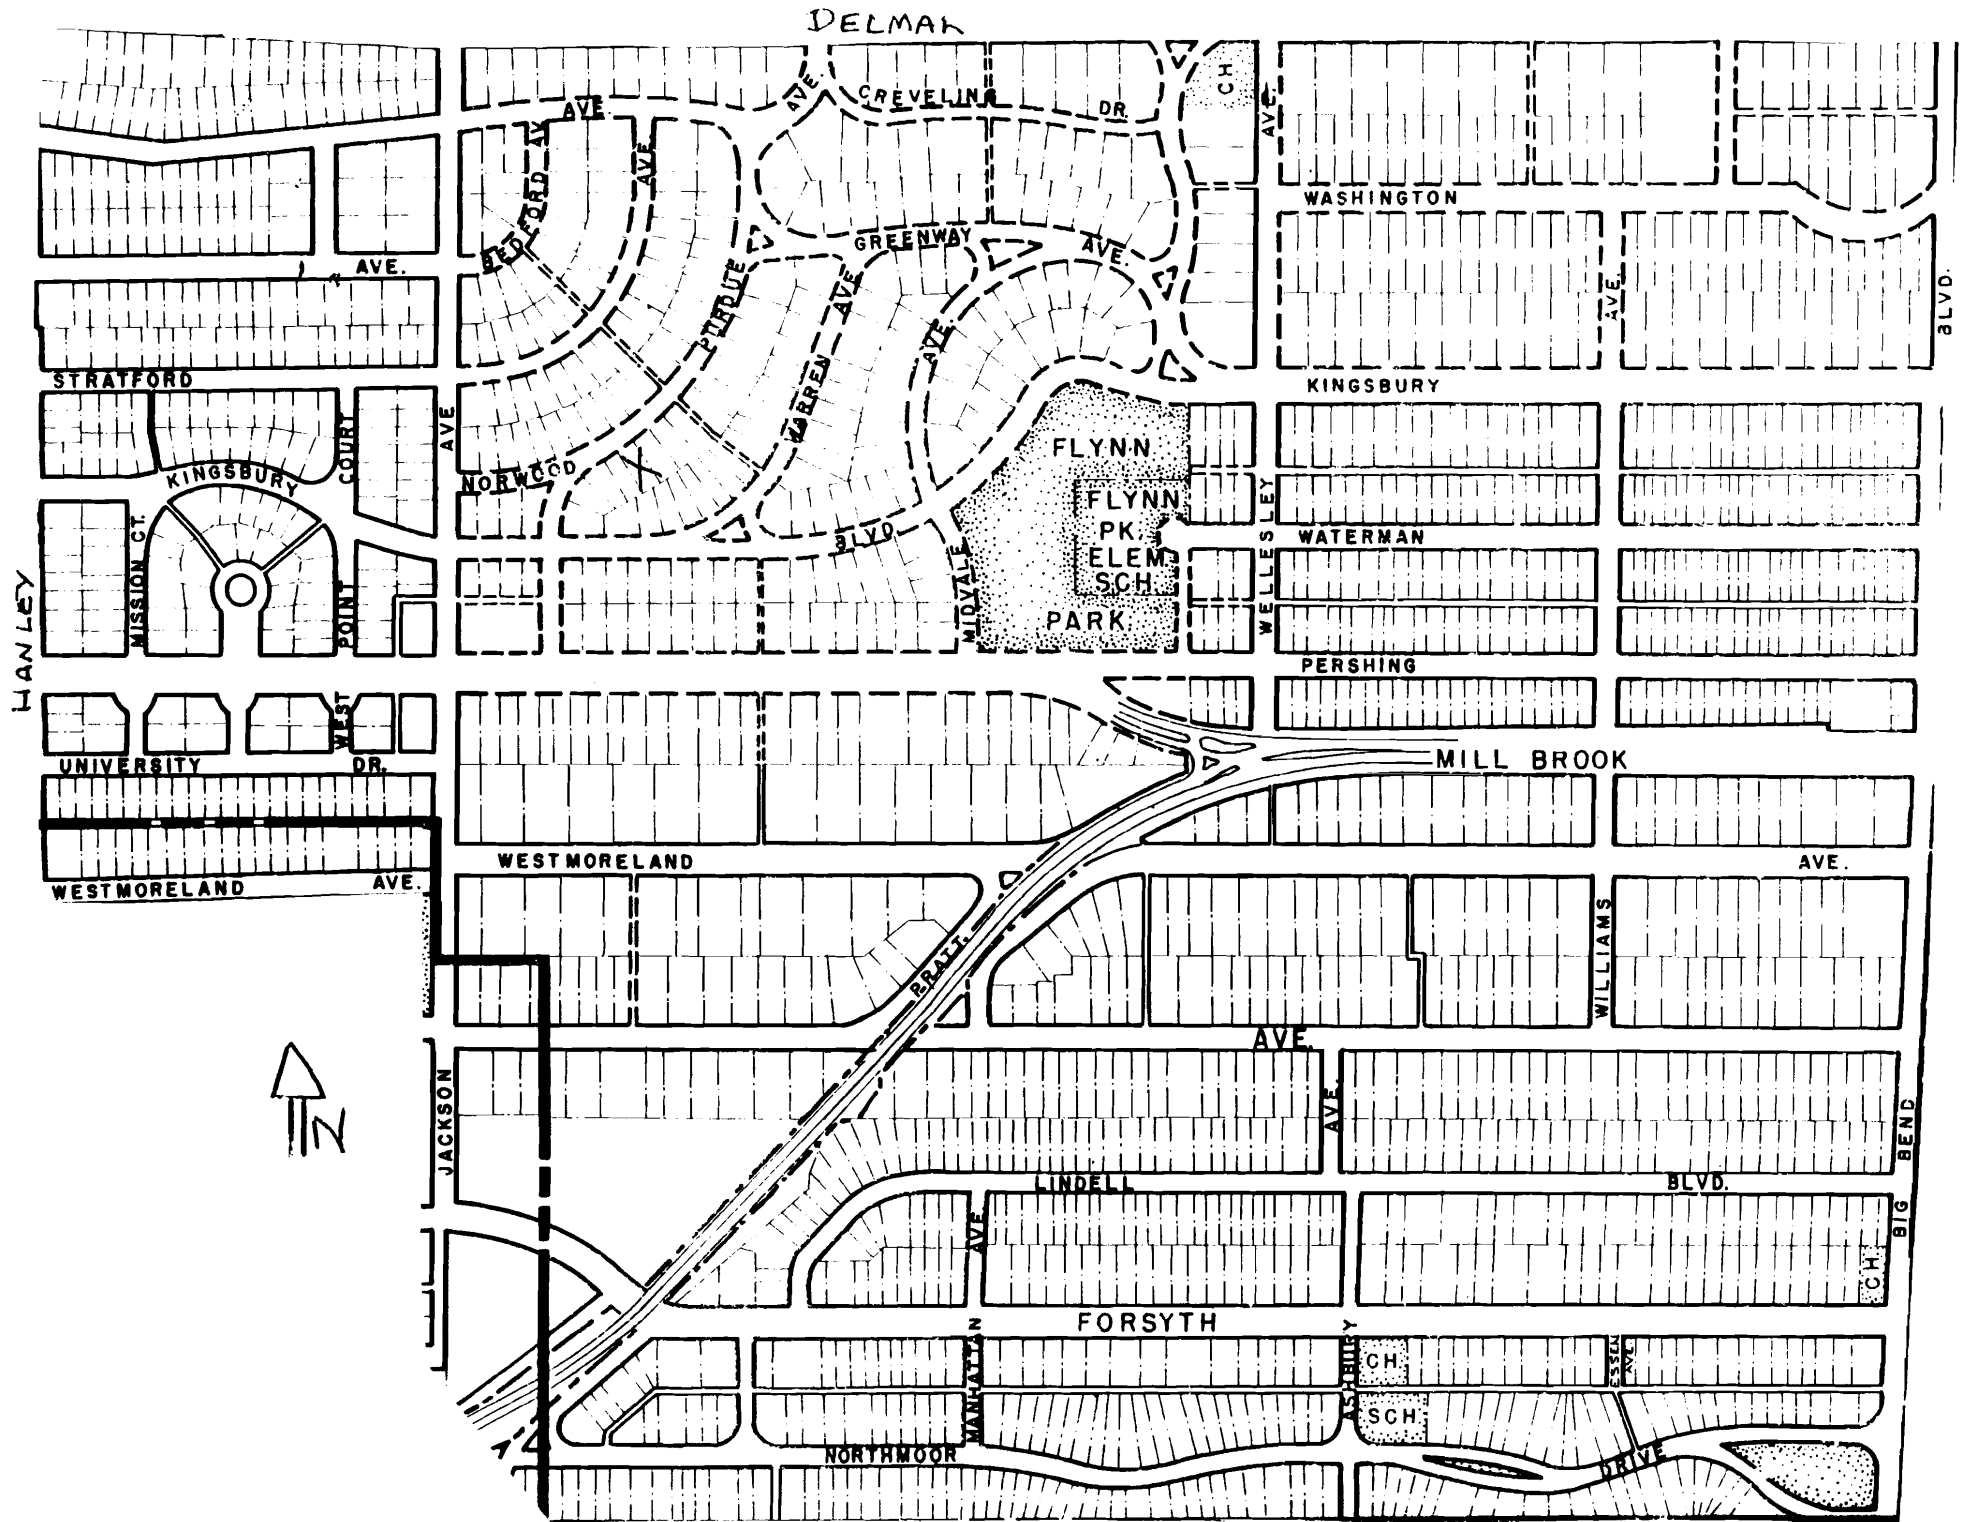 DELMAR
AVE.
CREVELING
DR.
CH
AVE.
AVE.
BEDFORD AV.
AVE.
WASHINGTON
GREENWAY
AVE.
AVE.
PURDUE
WARREN
AVE
AVE.
AVE.
BLVD.
STRATFORD
KINGSBURY
COURT
AVE
KINGSBURY
NORWOOD
FLYNN
FLYNN
PK.
ELEM.
SCH.
PARK
BLVD.
MIDVALE
WELLESLEY
WATERMAN
HANLEY
MISSION CT.
POINT
WEST
PERSHING
UNIVERSITY
DR.
MILL BROOK
WESTMORELAND
AVE.
WESTMORELAND
AVE.
WILLIAMS
PRATT
N
AVE.
JACKSON
AVE.
BEND
BIG
LINDELL
BLVD.
AVE.
CH.
FORSYTH
MANHATTAN
ASHBURY
CH.
ESSEN
AVE.
SCH.
NORTHMOOR
DRIVE